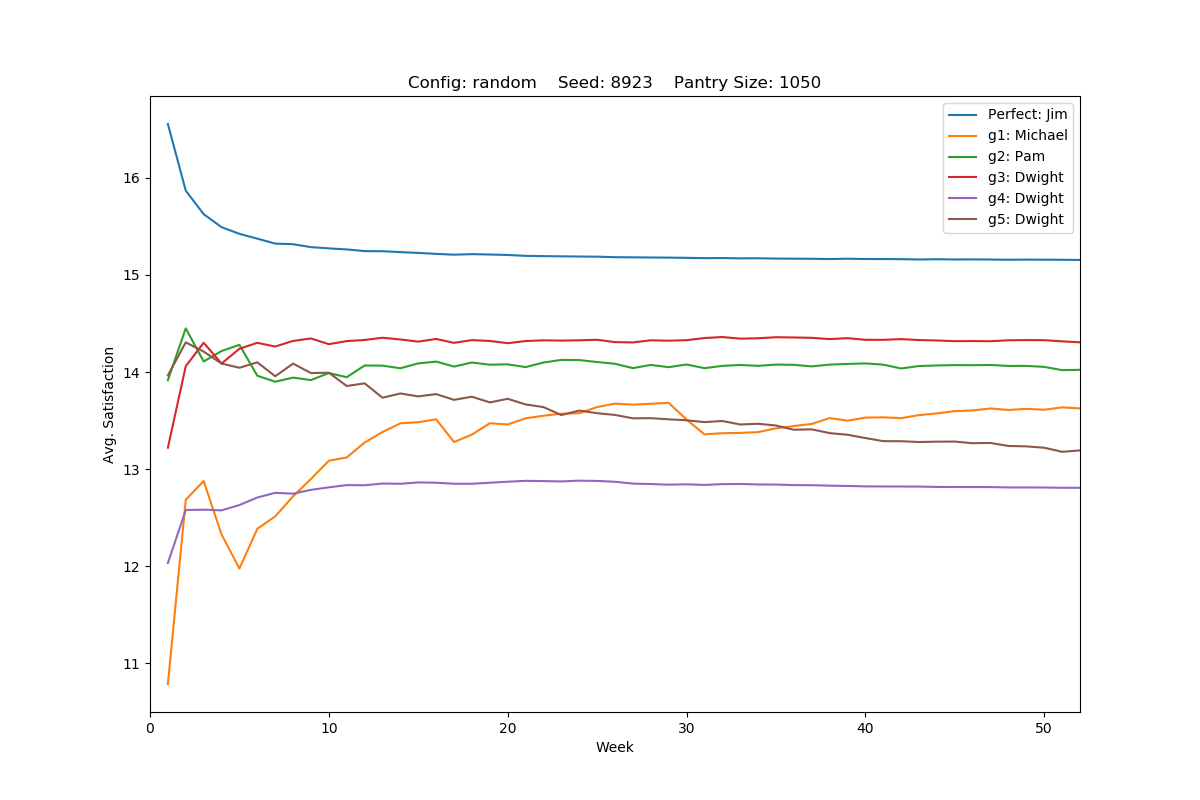 Config: random    Seed: 8923    Pantry Size: 1050
Perfect: Jim
g1: Michael
g2: Pam
g3: Dwight
g4: Dwight
g5: Dwight
Avg. Satisfaction
16
15
14
13
12
11
0 10 20 30 40 50
Week